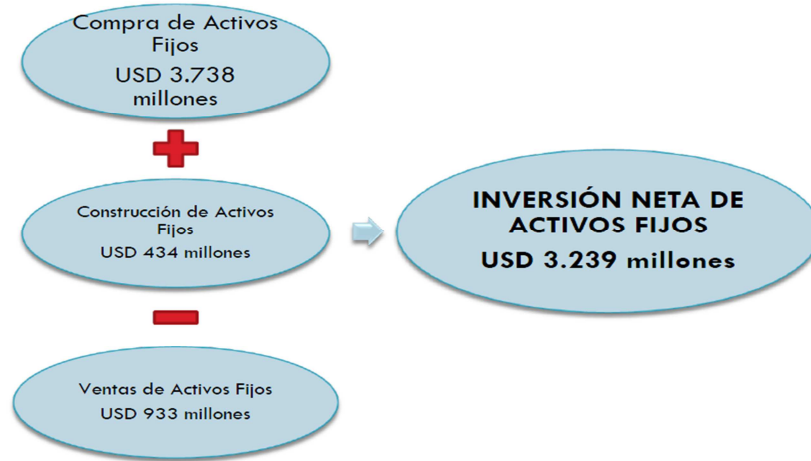 Compra de Activos
Fijos
USD 3.738
millones
Construcción de Activos
Fijos
USD 434 millones
Ventas de Activos Fijos
USD 933 millones
INVERSIÓN NETA DE
ACTIVOS FIJOS
USD 3.239 millones